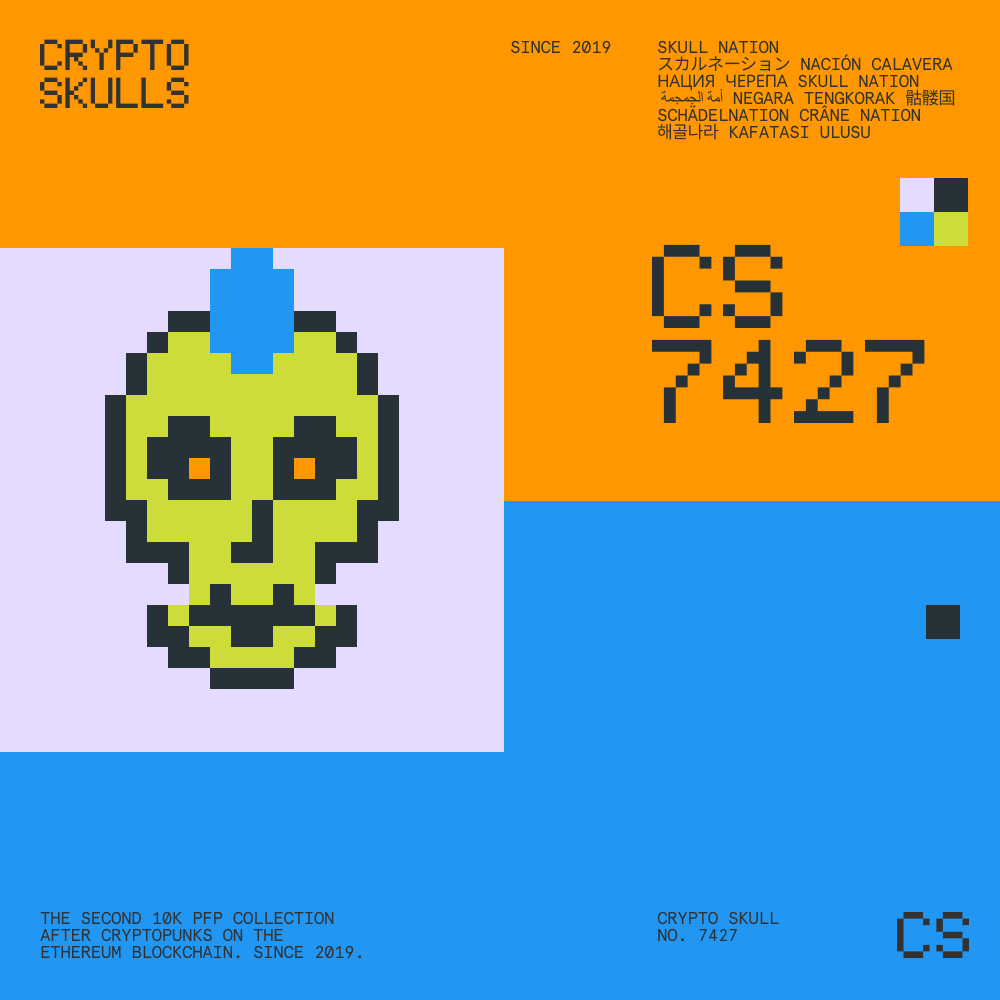 CRYPTO
SKULLS
SINCE 2019
SKULL NATION
スカルネーション NACIÓN CALAVERA
НАЦИЯ ЧЕРЕПА SKULL NATION
أمة الجمجمة NEGARA TENGKORAK 骷髅国
SCHÄDELNATION CRÂNE NATION
해골나라 KAFATASI ULUSU
CS
7427
THE SECOND 10K PFP COLLECTION
AFTER CRYPTOPUNKS ON THE
ETHEREUM BLOCKCHAIN. SINCE 2019.
CRYPTO SKULL
NO. 7427
CS